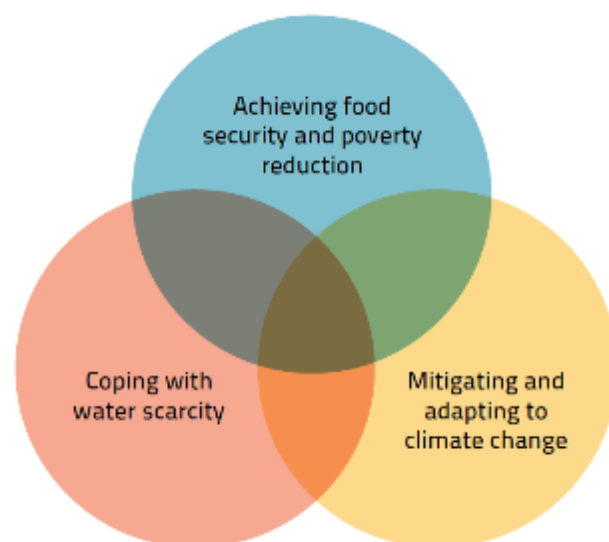 Achieving food
security and poverty
reduction
Coping with
water scarcity
Mitigating and
adapting to
climate change